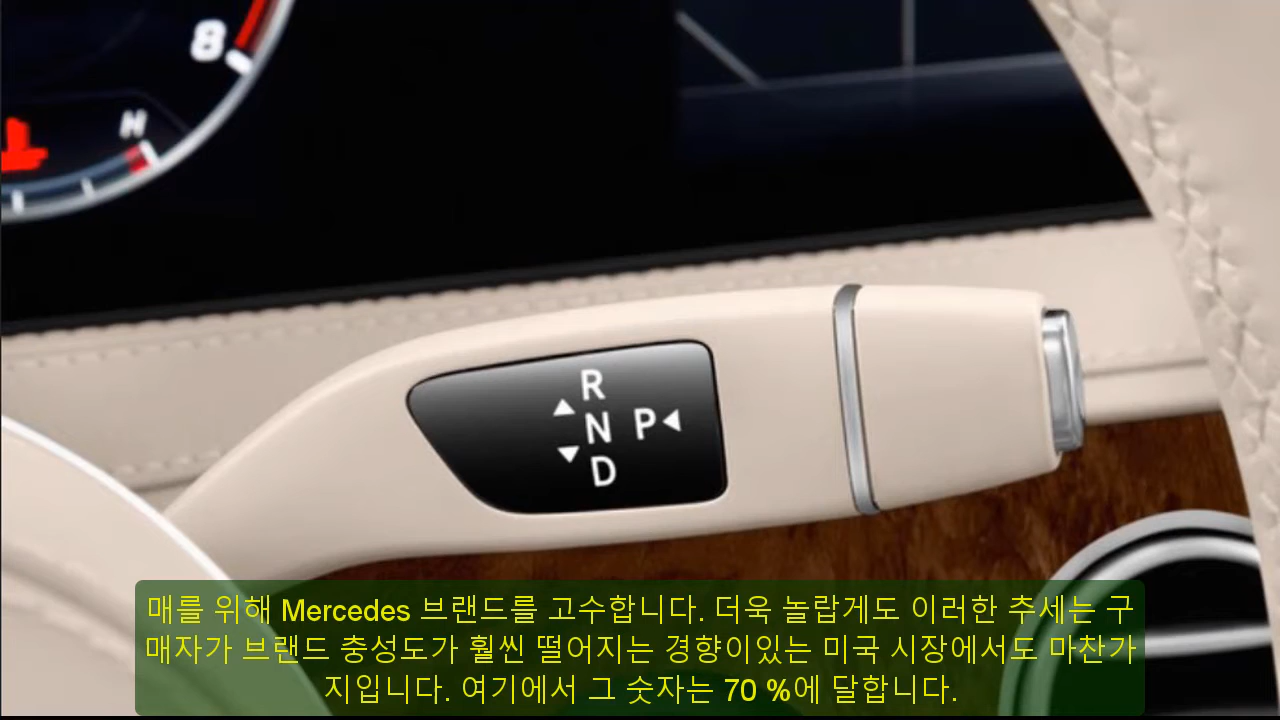 8
H
R
N P
D
매를 위해 Mercedes 브랜드를 고수합니다. 더욱 놀랍게도 이러한 추세는 구
매자가 브랜드 충성도가 훨씬 떨어지는 경향이있는 미국 시장에서도 마찬가
지입니다. 여기에서 그 숫자는 70 %에 달합니다.